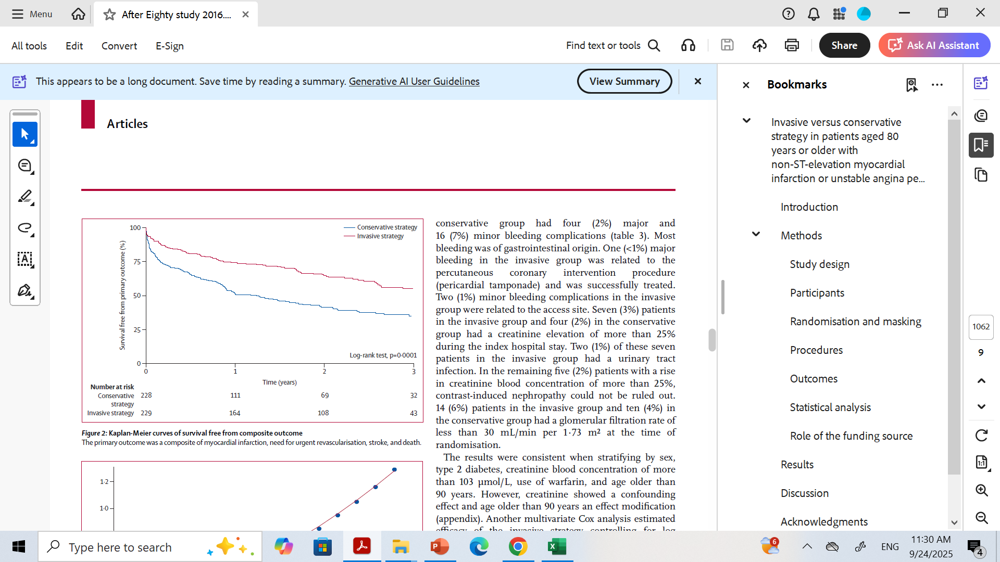 Menu
After Eighty study 2016....
All tools
Edit
Convert
E-Sign
Find text or tools
Share
Ask AI Assistant
This appears to be a long document. Save time by reading a summary. Generative AI User Guidelines
View Summary
Articles
100
75
50
25
0
Survival free from primary outcome (%)
Conservative strategy
Invasive strategy
Log-rank test, p=0·0001
0 1 2 3
Time (years)
Number at risk
Conservative strategy 228 111 69 32
Invasive strategy 229 164 108 43
Figure 2: Kaplan-Meier curves of survival free from composite outcome
The primary outcome was a composite of myocardial infarction, need for urgent revascularisation, stroke, and death.
1·2
1·0
conservative group had four (2%) major and
16 (7%) minor bleeding complications (table 3). Most
bleeding was of gastrointestinal origin. One (<1%) major
bleeding in the invasive group was related to the
percutaneous coronary intervention procedure
(pericardial tamponade) and was successfully treated.
Two (1%) minor bleeding complications in the invasive
group were related to the access site. Seven (3%) patients
in the invasive group and four (2%) in the conservative
group had a creatinine elevation of more than 25%
during the index hospital stay. Two (1%) of these seven
patients in the invasive group had a urinary tract
infection. In the remaining five (2%) patients with a rise
in creatinine blood concentration of more than 25%,
contrast-induced nephropathy could not be ruled out.
14 (6%) patients in the invasive group and ten (4%) in
the conservative group had a glomerular filtration rate of
less than 30 mL/min per 1·73 m² at the time of
randomisation.
The results were consistent when stratifying by sex,
type 2 diabetes, creatinine blood concentration of more
than 103 µmol/L, use of warfarin, and age older than
90 years. However, creatinine showed a confounding
effect and age older than 90 years an effect modification
(appendix). Another multivariate Cox analysis estimated
efficacy of the invasive strategy controlling for log
Bookmarks
Invasive versus conservative
strategy in patients aged 80
years or older with
non-ST-elevation myocardial
infarction or unstable angina pe...
Introduction
Methods
Study design
Participants
Randomisation and masking
Procedures
Outcomes
Statistical analysis
Role of the funding source
Results
Discussion
Acknowledgments
1062
9
1:1
Type here to search
6
ENG
11:30 AM
9/24/2025
4